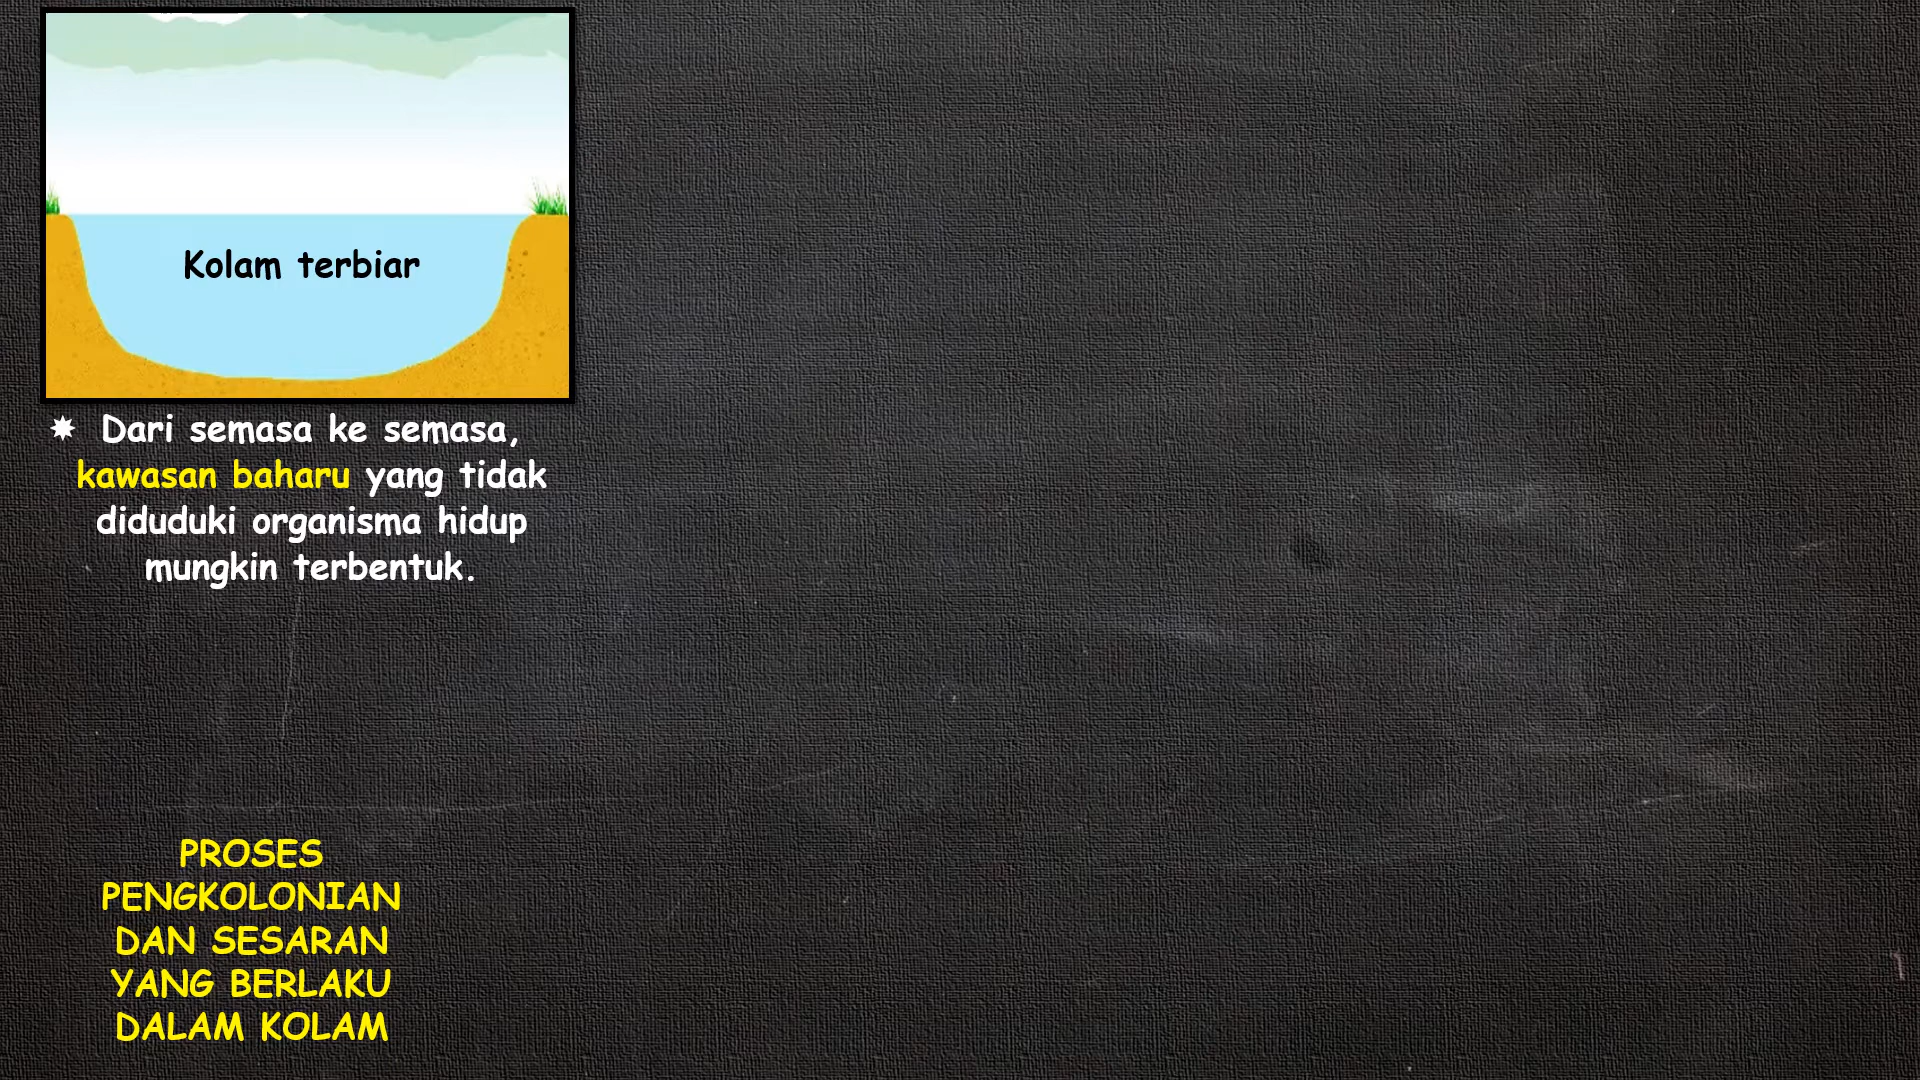 Kolam terbiar
✸ Dari semasa ke semasa,
kawasan baharu yang tidak
diduduki organisma hidup
mungkin terbentuk.
PROSES
PENGKOLONIAN
DAN SESARAN
YANG BERLAKU
DALAM KOLAM